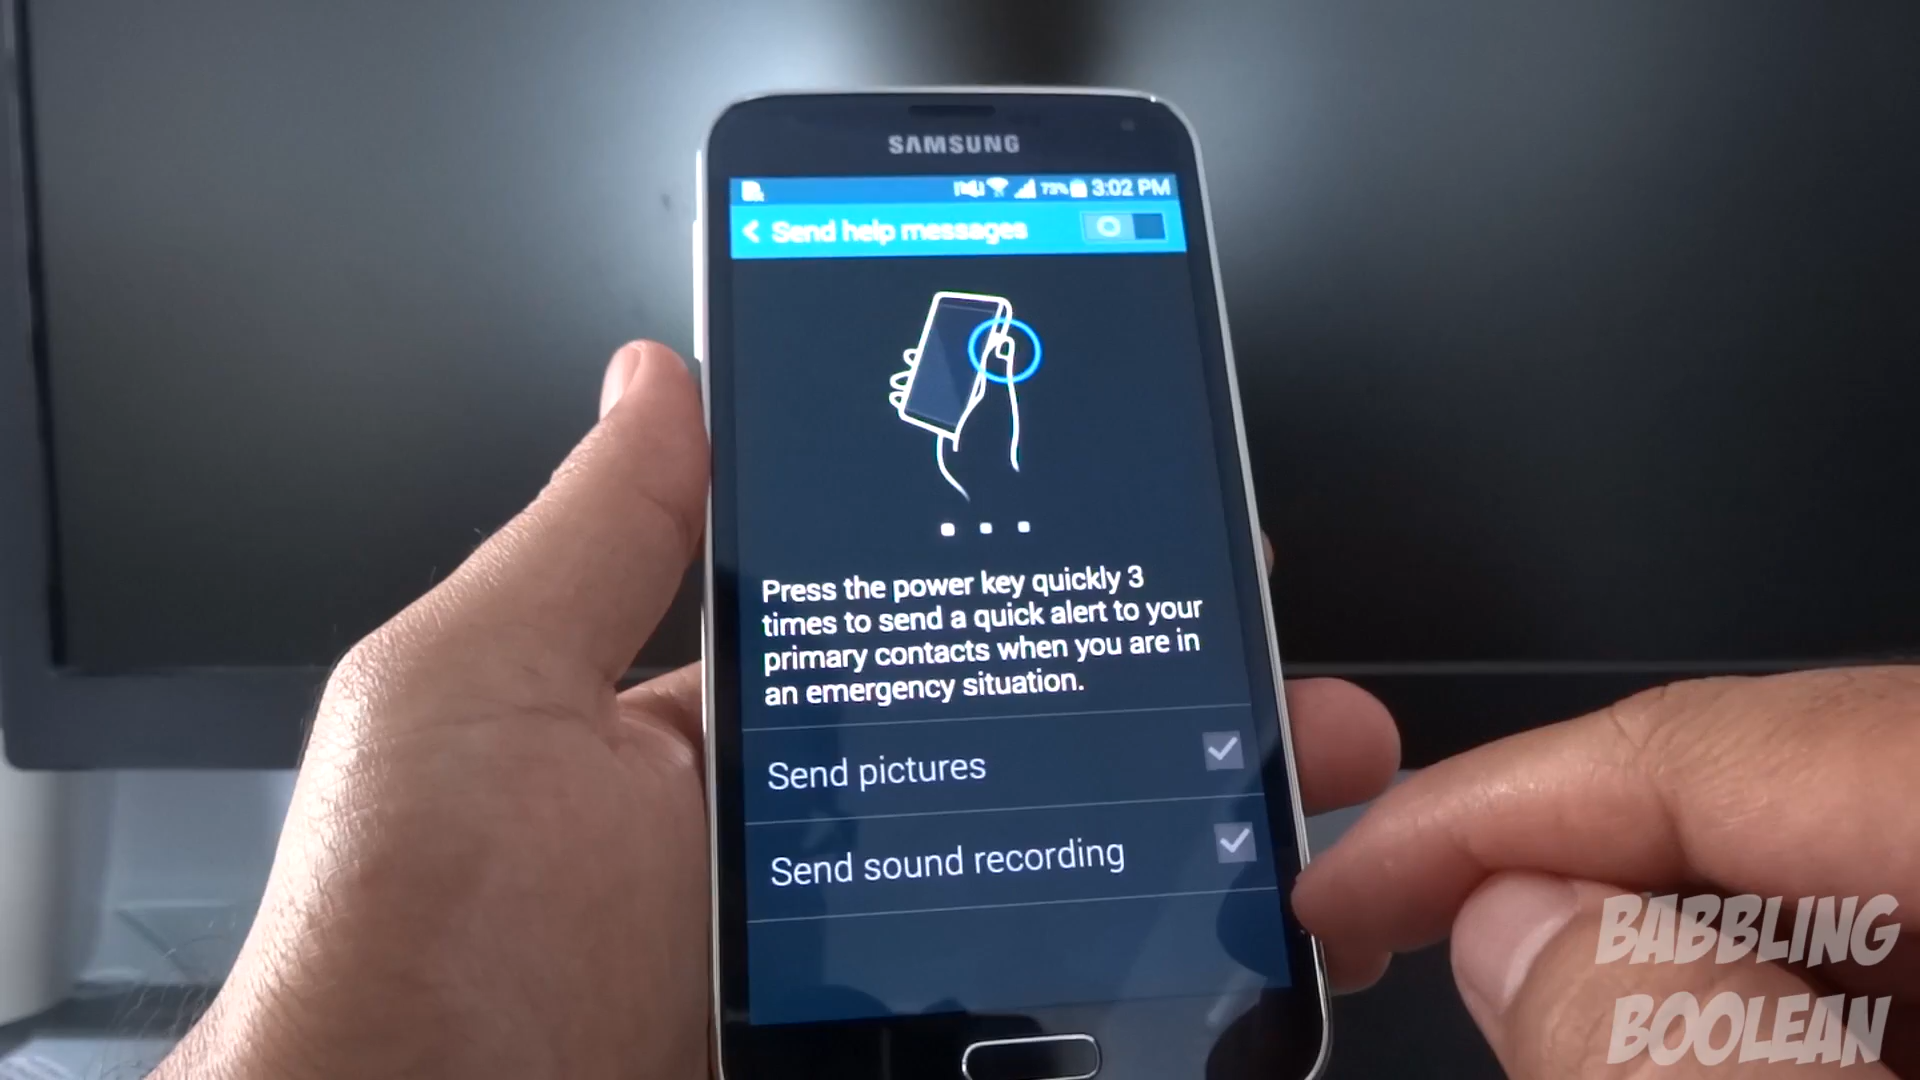 SAMSUNG
73% 3:02 PM
< Send help messages
Press the power key quickly 3
times to send a quick alert to your
primary contacts when you are in
an emergency situation.
Send pictures
Send sound recording
BABBLING
BOOLEAN